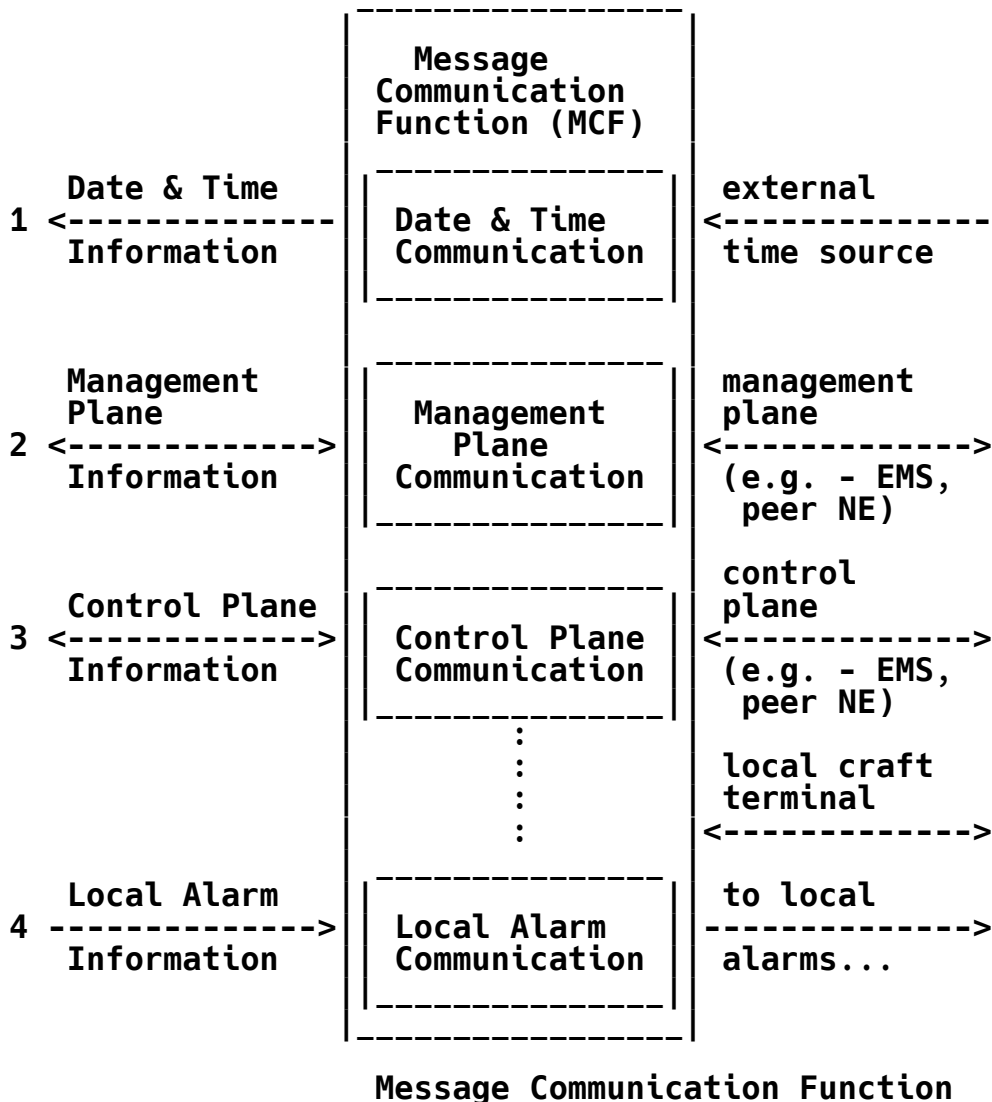 Message
Communication
Function (MCF)
Date & Time external
1 <-------------- Date & Time <--------------
Information Communication time source
Management management
Plane Management plane
2 <-------------> Plane <------------->
Information Communication (e.g. - EMS,
peer NE)
control
Control Plane plane
3 <-------------> Control Plane <------------->
Information Communication (e.g. - EMS,
: peer NE)
: local craft
: terminal
: <------------->
Local Alarm to local
4 --------------> Local Alarm -------------->
Information Communication alarms...
Message Communication Function